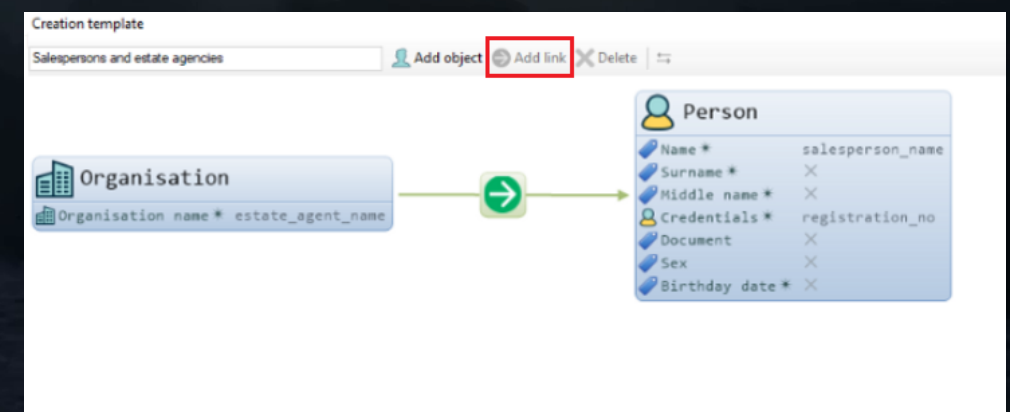 Creation template
Salespersons and estate agencies Add object Add link Delete
Organisation
Organisation name * estate_agent_name
Person
Name * salesperson_name
Surname *
Middle name *
Credentials * registration_no
Document
Sex
Birthday date *